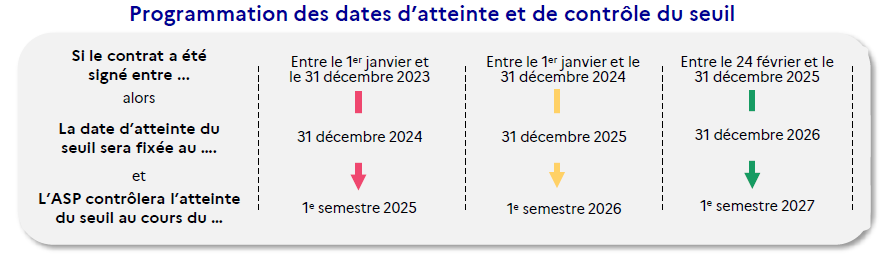 Programmation des dates d'atteinte et de contrôle du seuil
Si le contrat a été
signé entre ...
alors
La date d'atteinte du
seuil sera fixée au ....
et
L'ASP contrôlera l'atteinte
du seuil au cours du ...
Entre le 1er janvier et
le 31 décembre 2023
31 décembre 2024
1e semestre 2025
Entre le 1er janvier et le
31 décembre 2024
31 décembre 2025
1e semestre 2026
Entre le 24 février et le
31 décembre 2025
31 décembre 2026
1e semestre 2027